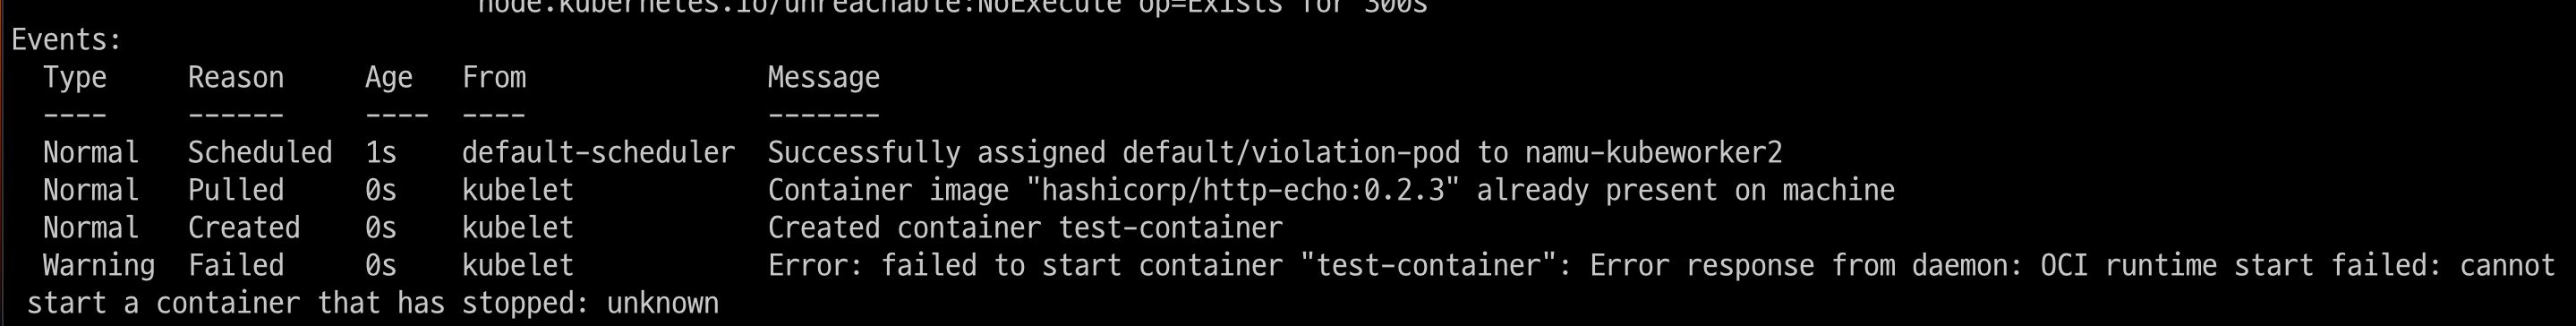 node.kubernetes.io/unreachable:NoExecute op=Exists for 300s
Events:
Type Reason Age From Message
---- ------ ---- ---- -------
Normal Scheduled 1s default-scheduler Successfully assigned default/violation-pod to namu-kubeworker2
Normal Pulled 0s kubelet Container image "hashicorp/http-echo:0.2.3" already present on machine
Normal Created 0s kubelet Created container test-container
Warning Failed 0s kubelet Error: failed to start container "test-container": Error response from daemon: OCI runtime start failed: cannot
start a container that has stopped: unknown